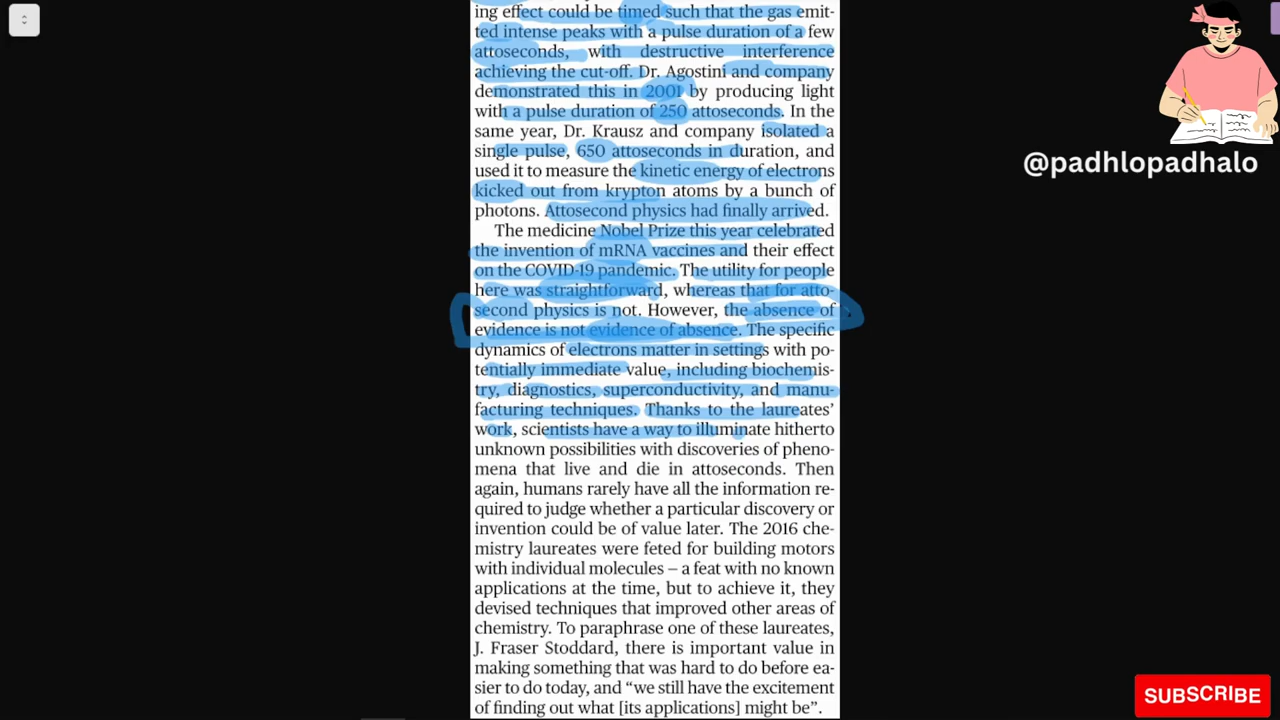 ing effect could be timed such that the gas emit-
ted intense peaks with a pulse duration of a few
attoseconds, with destructive interference
achieving the cut-off. Dr. Agostini and company
demonstrated this in 2001 by producing light
with a pulse duration of 250 attoseconds. In the
same year, Dr. Krausz and company isolated a
single pulse, 650 attoseconds in duration, and
used it to measure the kinetic energy of electrons
kicked out from krypton atoms by a bunch of
photons. Attosecond physics had finally arrived.
The medicine Nobel Prize this year celebrated
the invention of mRNA vaccines and their effect
on the COVID-19 pandemic. The utility for people
here was straightforward, whereas that for atto-
second physics is not. However, the absence of
evidence is not evidence of absence. The specific
dynamics of electrons matter in settings with po-
tentially immediate value, including biochemis-
try, diagnostics, superconductivity, and manu-
facturing techniques. Thanks to the laureates’
work, scientists have a way to illuminate hitherto
unknown possibilities with discoveries of pheno-
mena that live and die in attoseconds. Then
again, humans rarely have all the information re-
quired to judge whether a particular discovery or
invention could be of value later. The 2016 che-
mistry laureates were feted for building motors
with individual molecules – a feat with no known
applications at the time, but to achieve it, they
devised techniques that improved other areas of
chemistry. To paraphrase one of these laureates,
J. Fraser Stoddard, there is important value in
making something that was hard to do before ea-
sier to do today, and “we still have the excitement
of finding out what [its applications] might be”.
@padhlopadhalo
SUBSCRIBE